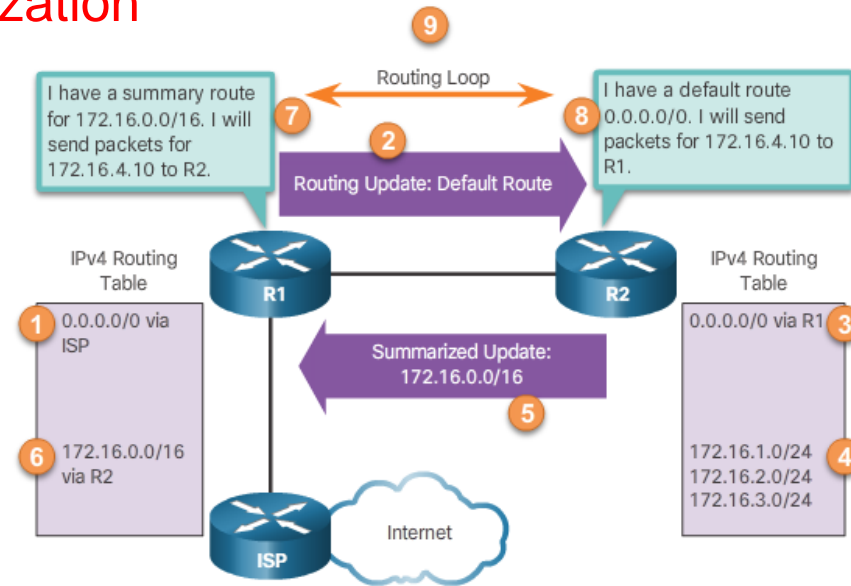 zation
9
Routing Loop
I have a summary route
for 172.16.0.0/16. I will
send packets for
172.16.4.10 to R2.
7
8
I have a default route
0.0.0.0/0. I will send
packets for 172.16.4.10 to
R1.
2
Routing Update: Default Route
IPv4 Routing
Table
R1
R2
IPv4 Routing
Table
1
0.0.0.0/0 via
ISP
6
172.16.0.0/16
via R2
Summarized Update:
172.16.0.0/16
5
0.0.0.0/0 via R1
3
172.16.1.0/24
172.16.2.0/24
172.16.3.0/24
4
ISP
Internet